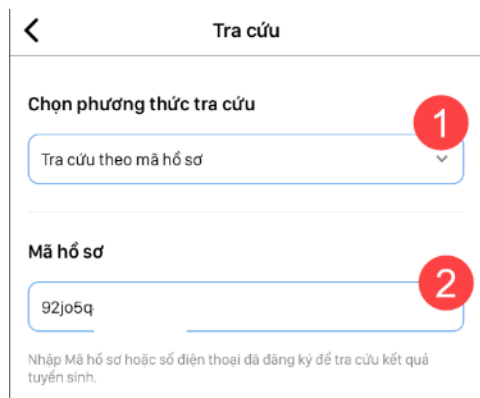 Tra cứu
Chọn phương thức tra cứu
1
Tra cứu theo mã hồ sơ
Mã hồ sơ
2
92jo5q
Nhập Mã hồ sơ hoặc số điện thoại đã đăng ký để tra cứu kết quả
tuyển sinh.